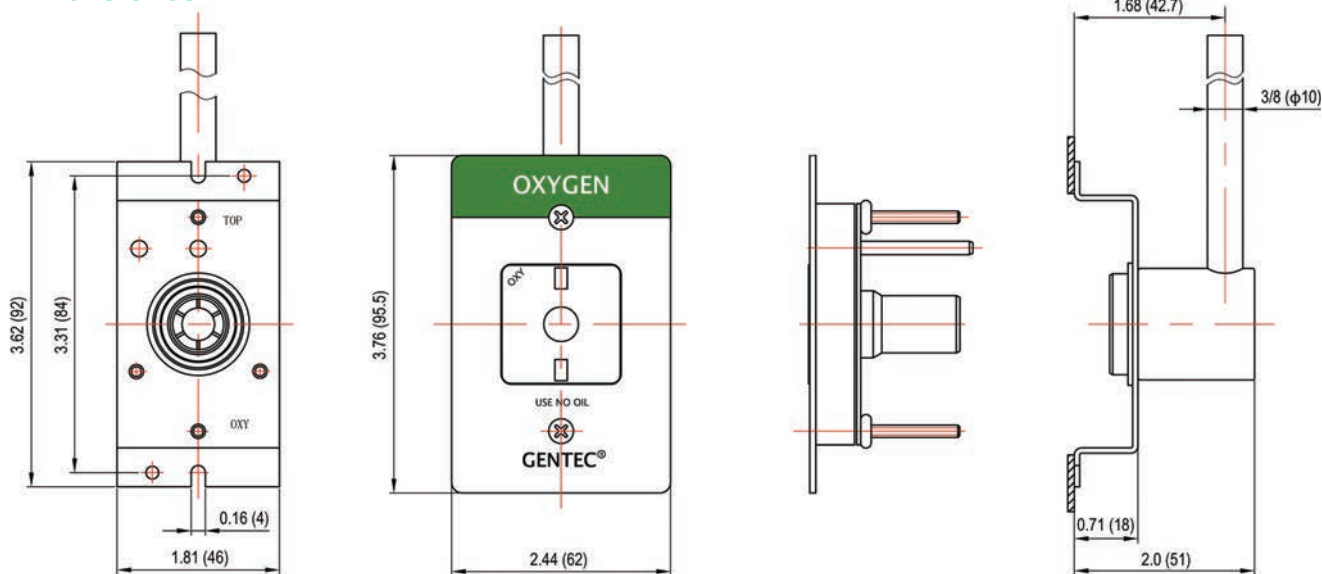 1.68 (42.7)
3/8 (ф10)
OXYGEN
TOP
OXY
3.62 (92)
3.31 (84)
3.76 (95.5)
USE NO OIL
OXY
GENTEC®
0.16 (4)
0.71 (18)
1.81 (46)
2.44 (62)
2.0 (51)